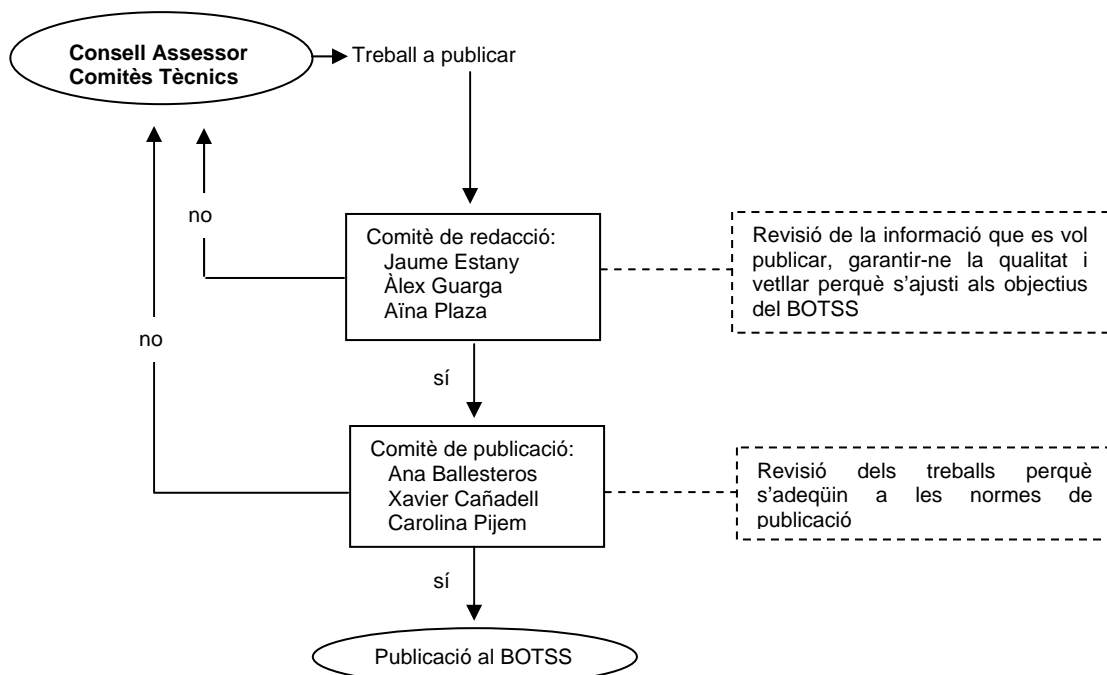 Consell Assessor
Comitès Tècnics
Treball a publicar
no
Comitè de redacció:
Jaume Estany
Àlex Guarga
Aïna Plaza
Revisió de la informació que es vol
publicar, garantir-ne la qualitat i
vetllar perquè s'ajusti als objectius
del BOTSS
no
sí
Comitè de publicació:
Ana Ballesteros
Xavier Cañadell
Carolina Pijem
Revisió dels treballs perquè
s'adeqüin a les normes de
publicació
sí
Publicació al BOTSS